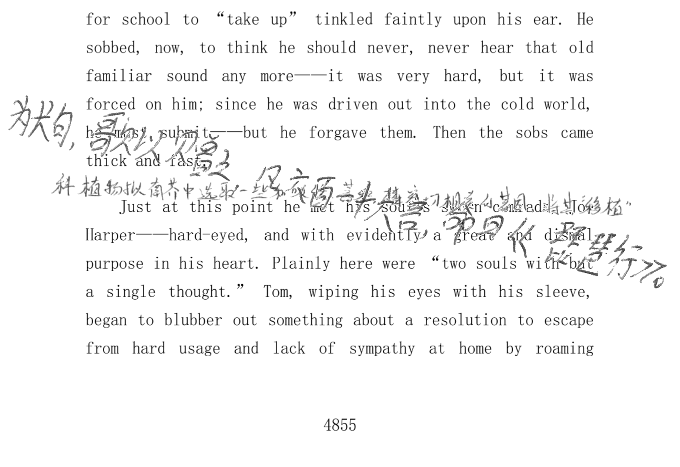 for school to “take up” tinkled faintly upon his ear. He
sobbed, now, to think he should never, never hear that old
familiar sound any more——it was very hard, but it was
forced on him; since he was driven out into the cold world,
he must submit——but he forgave them. Then the sobs came
thick and fast.
种植物拟南芥中选取一些
Just at this point he met his soul's sworn comrade, Joe
Harper——hard-eyed, and with evidently a great and dismal
purpose in his heart. Plainly here were “two souls with but
a single thought.” Tom, wiping his eyes with his sleeve,
began to blubber out something about a resolution to escape
from hard usage and lack of sympathy at home by roaming
4855